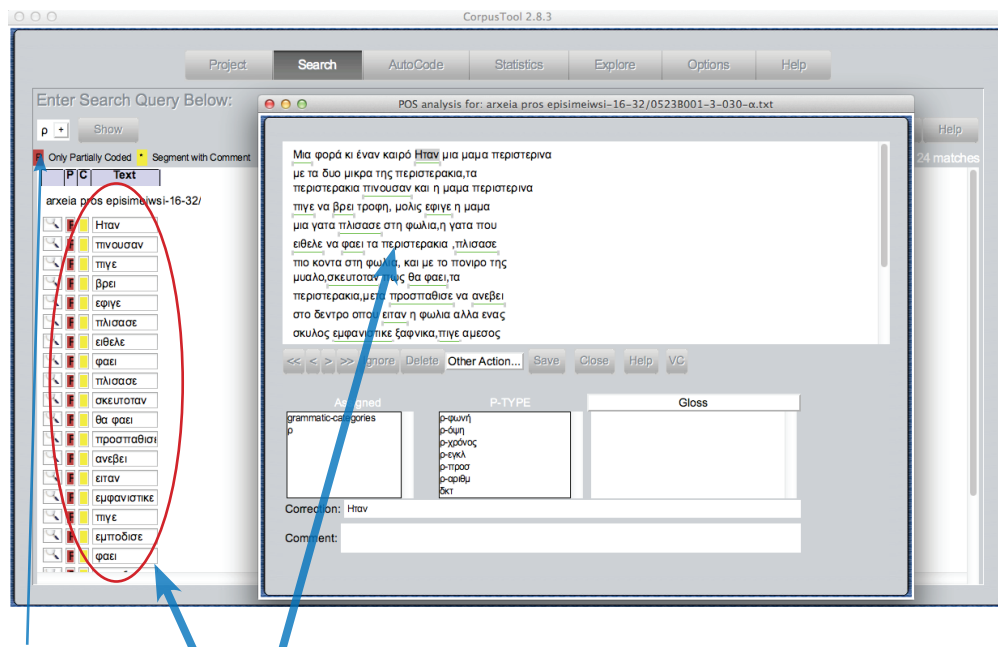 CorpusTool 2.8.3
Project Search AutoCode Statistics Explore Options Help
Enter Search Query Below:
ρ + Show Help
P Only Partially Coded * Segment with Comment 24 matches
P C Text
arxeia pros episimeiwsi-16-32/
Ηταν
πινουσαν
πιγε
βρει
εφιγε
πλισασε
ειθελε
φαει
πλισασε
σκευτοταν
θα φαει
προσπαθισι
ανεβει
ειταν
εμφανιστικε
πιγε
εμποδισε
φαει
POS analysis for: arxeia pros episimeiwsi-16-32/0523B001-3-030-α.txt
Μια φορά κι έναν καιρό Ηταν μια μαμα περιστερινα
με τα δυο μικρα της περιστερακια,τα
περιστερακια πινουσαν και η μαμα περιστερινα
πιγε να βρει τροφη, μολις εφιγε η μαμα
μια γατα πλισασε στη φωλια,η γατα που
ειθελε να φαει τα περιστερακια ,πλισασε
πιο κοντα στη φωλια, και με το πονιρο της
μυαλο,σκευτοταν πως θα φαει,τα
περιστερακια,μετα προσπαθισε να ανεβει
στο δεντρο οπου ειταν η φωλια αλλα ενας
σκυλος εμφανιστικε ξαφνικα,πιγε αμεσος
<< < > >> Ignore Delete Other Action... Save Close Help VC
Assigned P-TYPE Gloss
grammatic-categories
ρ
ρ-φωνή
ρ-όψη
ρ-χρόνος
ρ-εγκλ
ρ-προσ
ρ-αριθμ
δκτ
Correction: Ηταν
Comment: